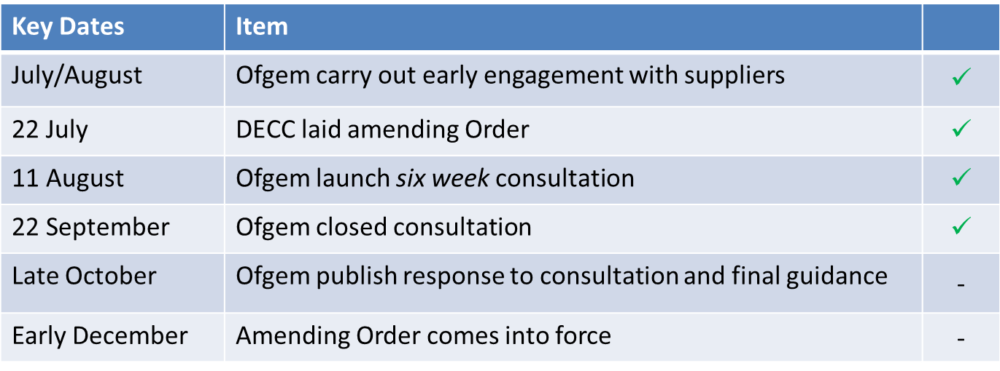 Key Dates Item
July/August Ofgem carry out early engagement with suppliers ✓
22 July DECC laid amending Order ✓
11 August Ofgem launch six week consultation ✓
22 September Ofgem closed consultation ✓
Late October Ofgem publish response to consultation and final guidance -
Early December Amending Order comes into force -